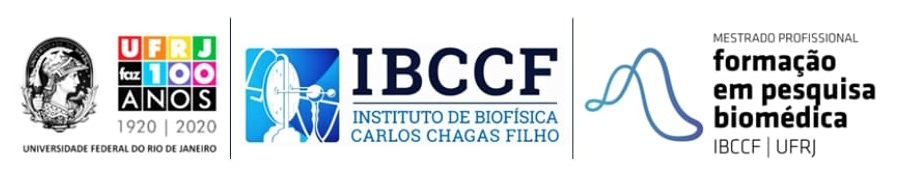 UFRJ
faz 100
ANOS
1920 | 2020
UNIVERSIDADE FEDERAL DO RIO DE JANEIRO
IBCCF
INSTITUTO DE BIOFÍSICA
CARLOS CHAGAS FILHO
MESTRADO PROFISSIONAL
formação
em pesquisa
biomédica
IBCCF | UFRJ